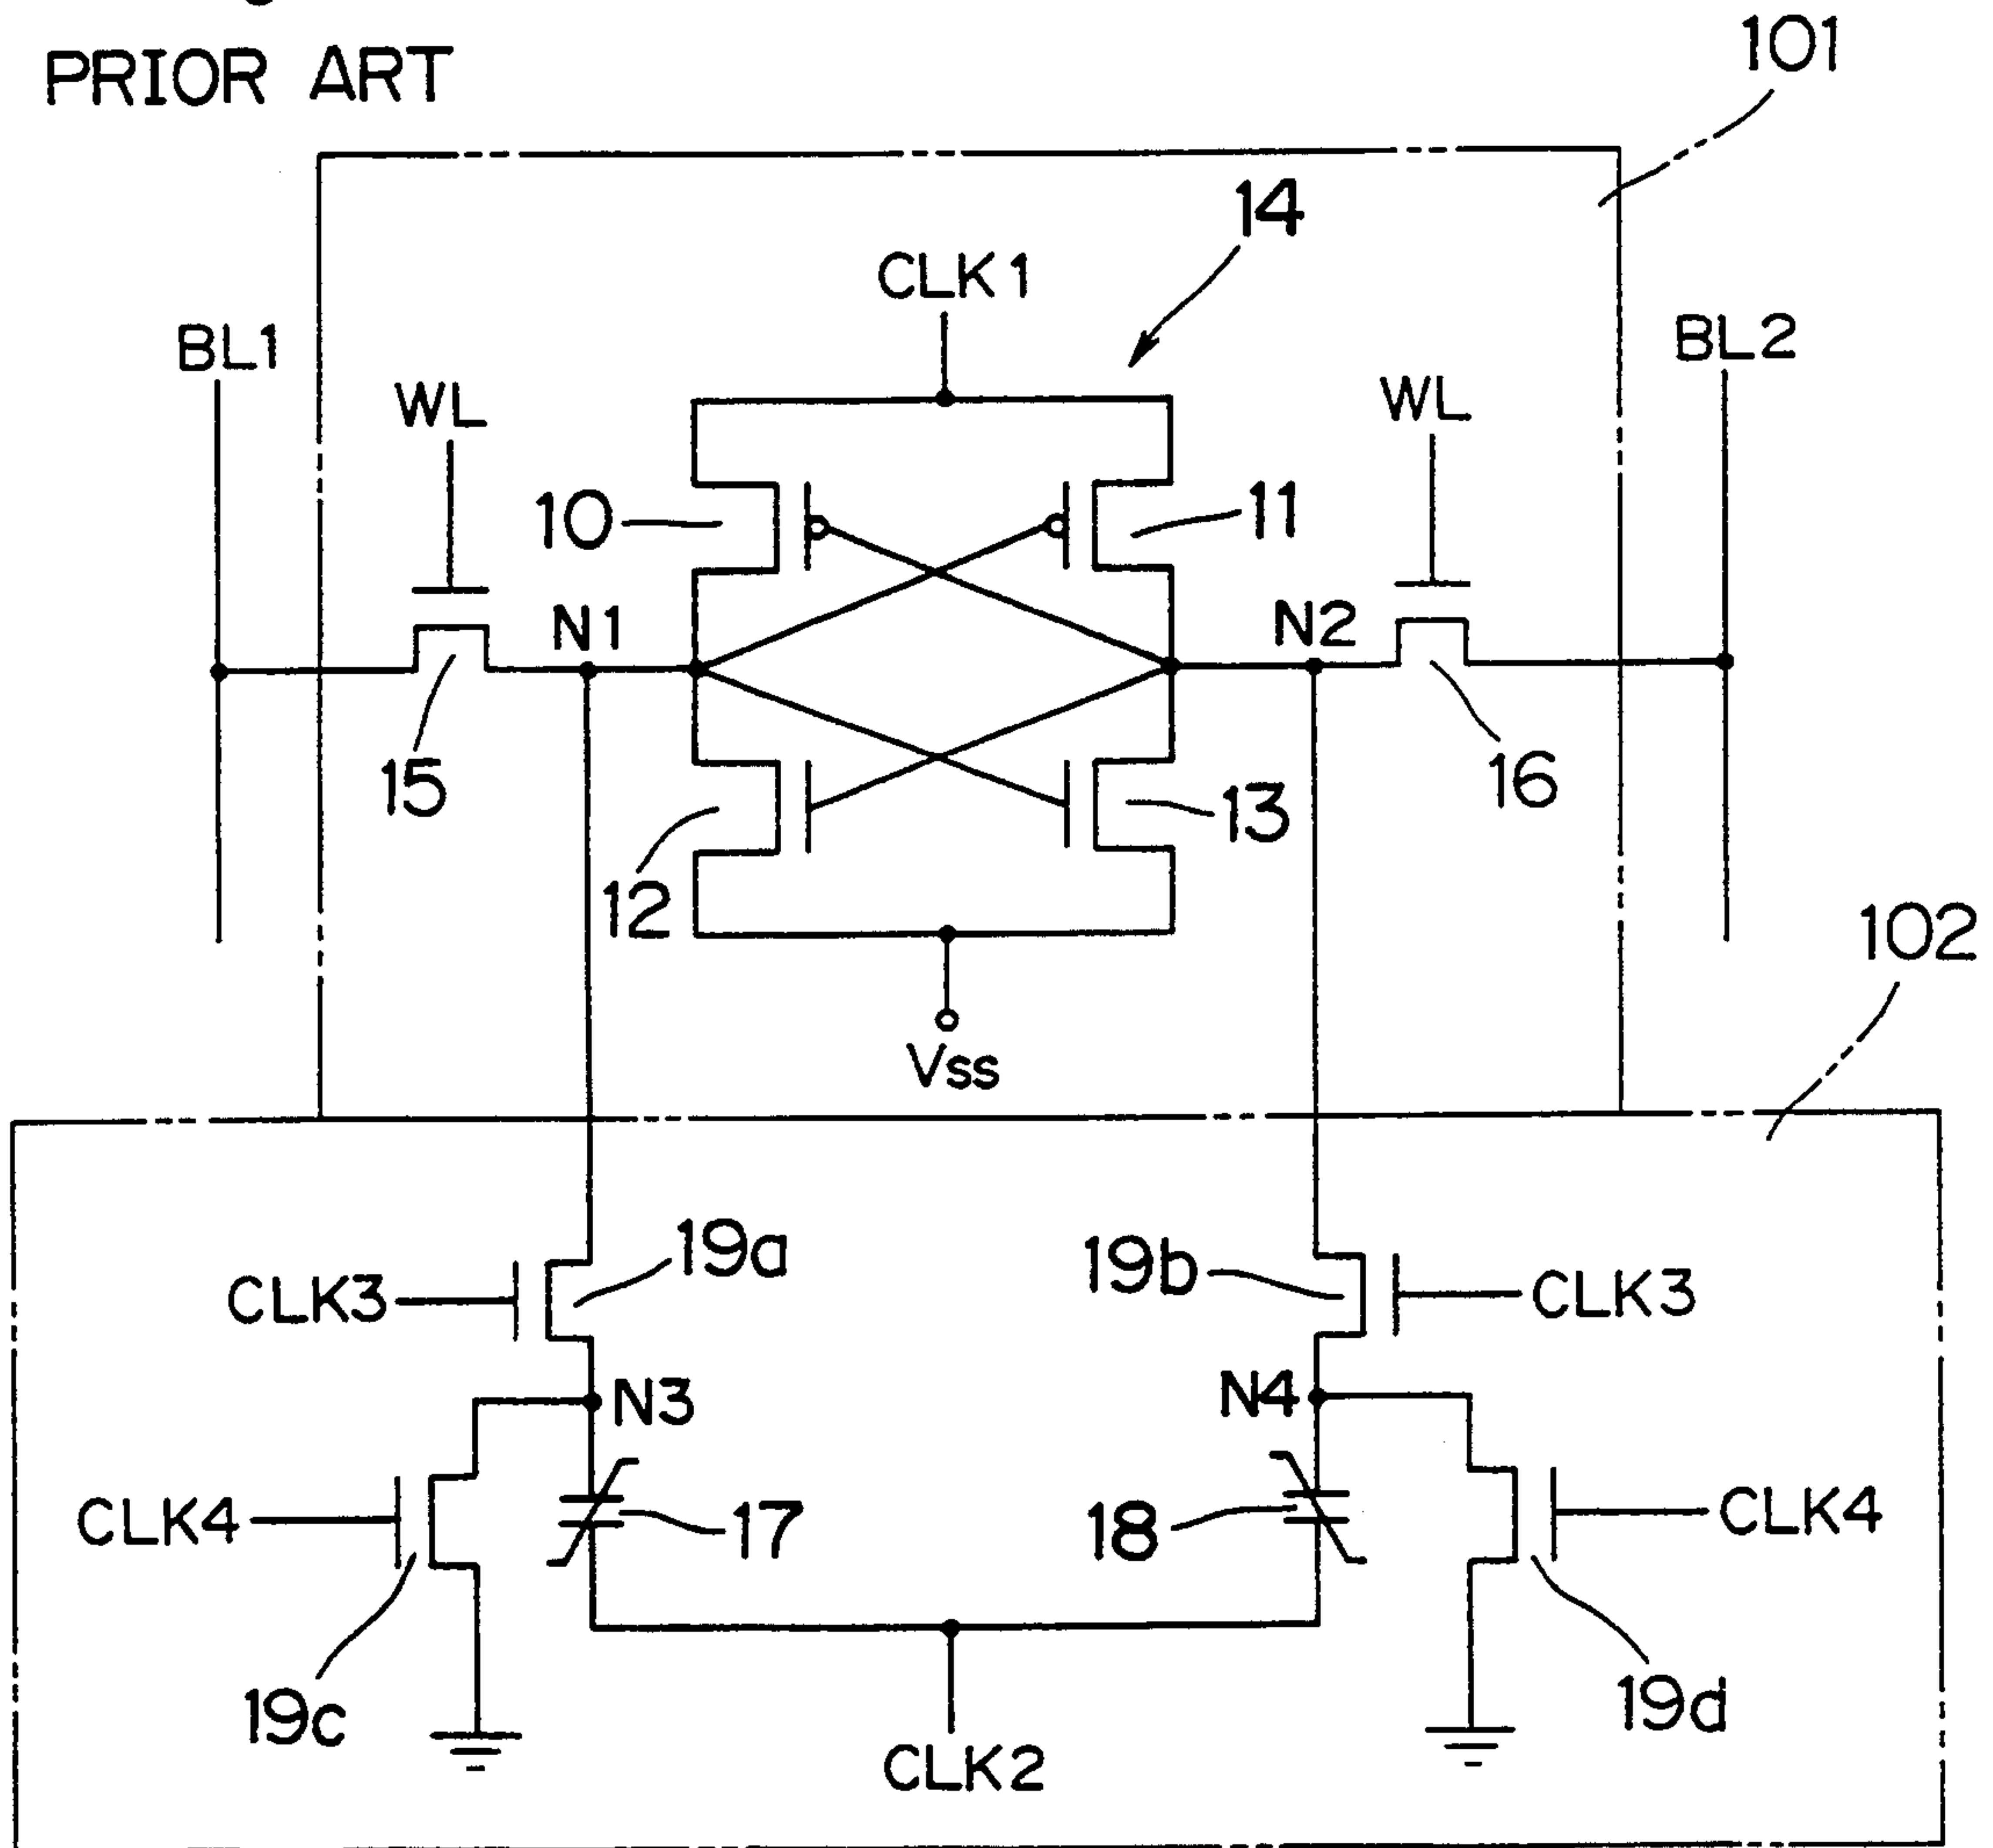 PRIOR ART
101
14
CLK1
BL1
BL2
WL
WL
10
11
N1
N2
15
16
12
13
102
Vss
19a
19b
CLK3
CLK3
N3
N4
CLK4
17
18
CLK4
19c
19d
CLK2